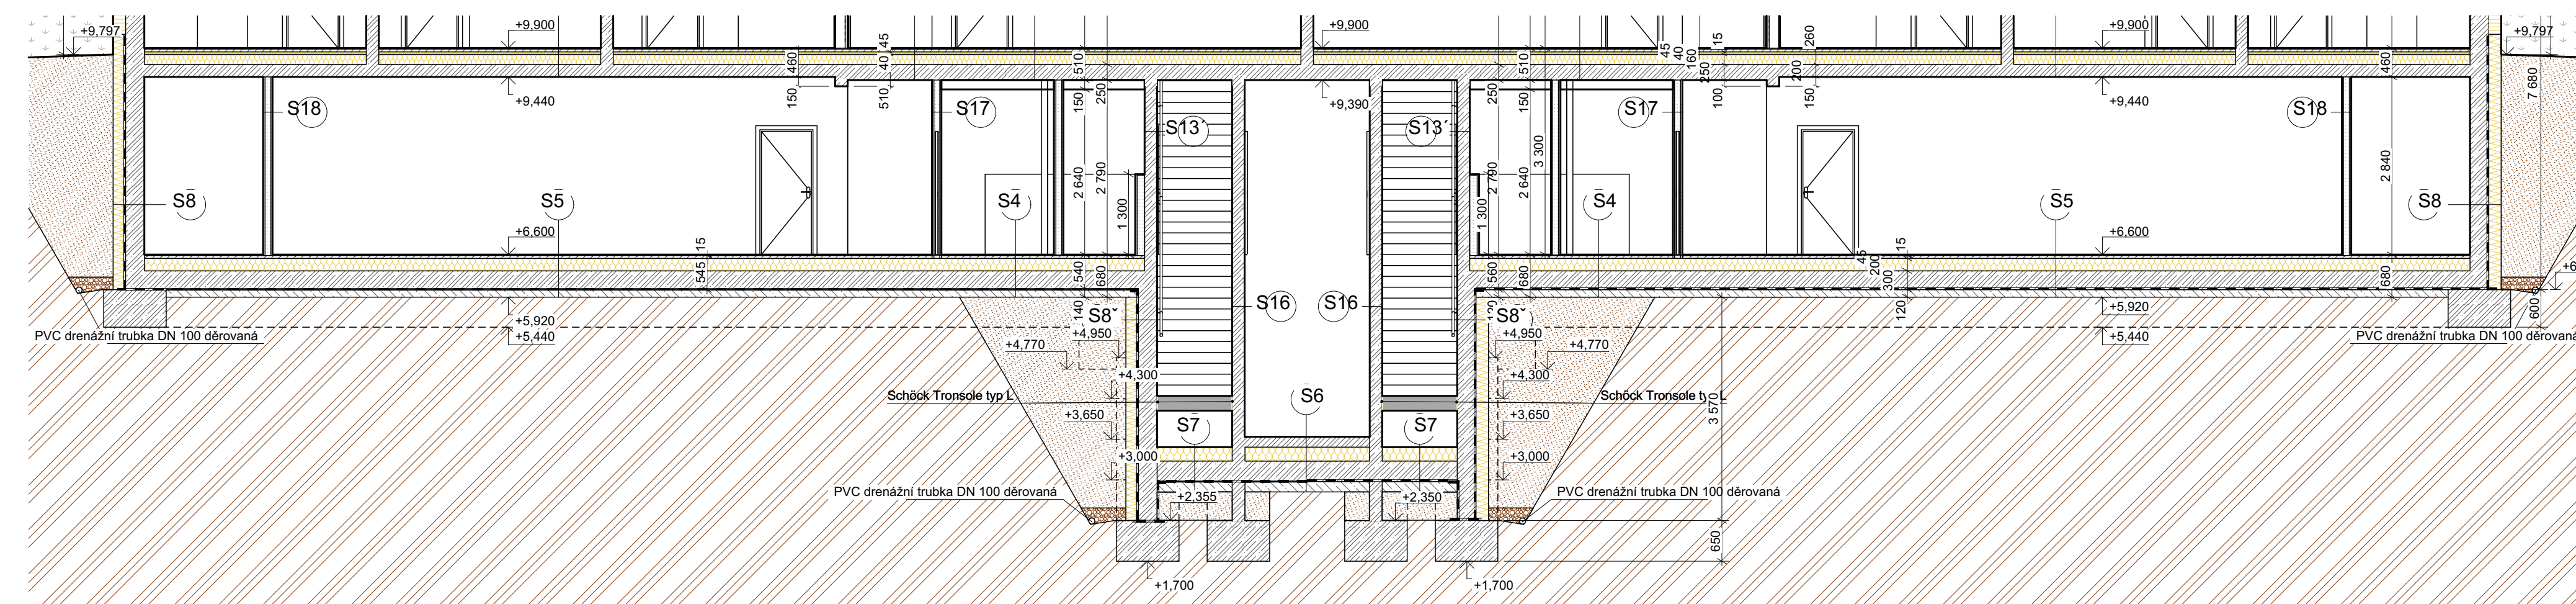 +9,797
+9,900
460
45
40
510
+9,900
45
40
160
15
260
+9,900
460
+9,797
150
+9,440
510
150
250
+9,390
250
150
3 300
250
100
200
150
+9,440
7 680
S18
S17
S13´
S13´
S17
S18
S8
S5
S4
2 640
2 790
1 300
1 300
2 790
2 640
S4
S5
2 840
S8
+6,600
+6,600
545
15
540
680
560
680
45
200
300
15
680
S16
S16
+5,920
140
S8
S8
120
+5,920
600
PVC drenážní trubka DN 100 děrovaná
+5,440
+4,950
+4,950
+5,440
PVC drenážní trubka DN 100 děrovaná
+4,770
+4,770
+4,300
+4,300
Schöck Tronsole typ L
S6
Schöck Tronsole typ L
3 570
+3,650
S7
S7
+3,650
+3,000
+3,000
PVC drenážní trubka DN 100 děrovaná
+2,355
+2,350
PVC drenážní trubka DN 100 děrovaná
650
+1,700
+1,700